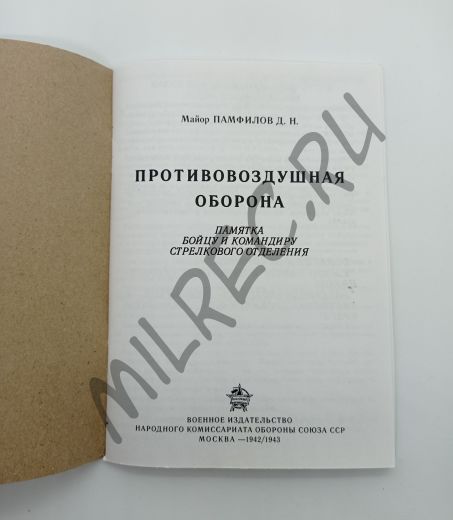 Майор ПАМФИЛОВ Д. Н.
ПРОТИВОВОЗДУШНАЯ
ОБОРОНА
ПАМЯТКА
БОЙЦУ И КОМАНДИРУ
СТРЕЛКОВОГО ОТДЕЛЕНИЯ
ВОЕННОЕ ИЗДАТЕЛЬСТВО
НАРОДНОГО КОМИССАРИАТА ОБОРОНЫ СОЮЗА ССР
МОСКВА —1942/1943
MILREC.RU